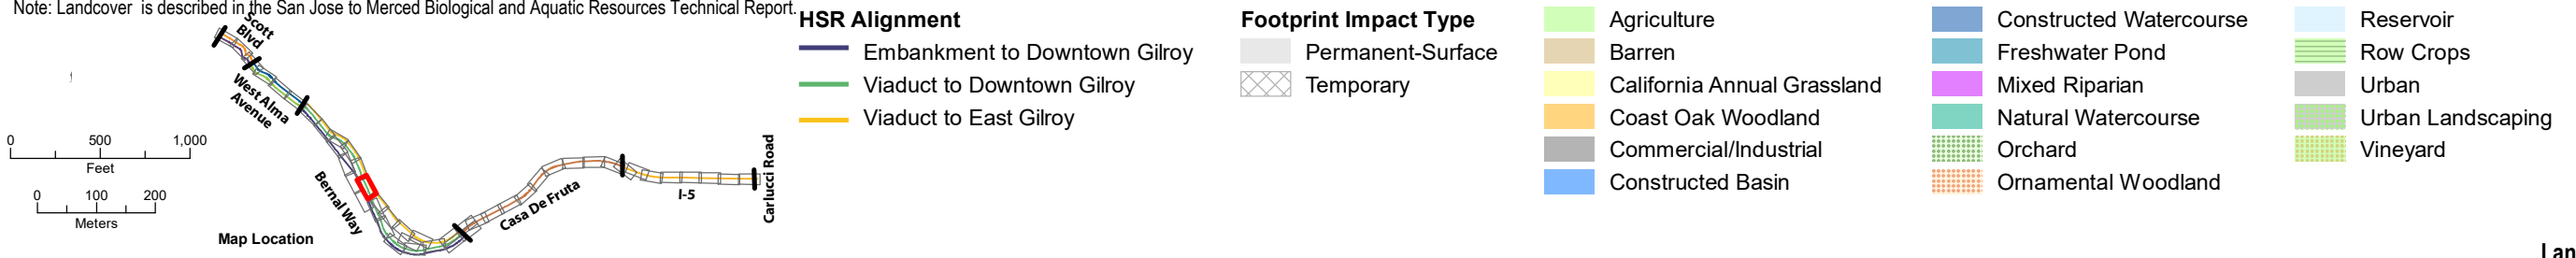 Note: Landcover is described in the San Jose to Merced Biological and Aquatic Resources Technical Report.
Scott
Blvd
West Alma
Avenue
0 500 1,000
Feet
0 100 200
Meters
Bernal Way
Map Location
Casa De Fruta
I-5
Carlucci Road
HSR Alignment
Embankment to Downtown Gilroy
Viaduct to Downtown Gilroy
Viaduct to East Gilroy
Footprint Impact Type
Permanent-Surface
Temporary
Agriculture
Barren
California Annual Grassland
Coast Oak Woodland
Commercial/Industrial
Constructed Basin
Constructed Watercourse
Freshwater Pond
Mixed Riparian
Natural Watercourse
Orchard
Ornamental Woodland
Reservoir
Row Crops
Urban
Urban Landscaping
Vineyard
Lan